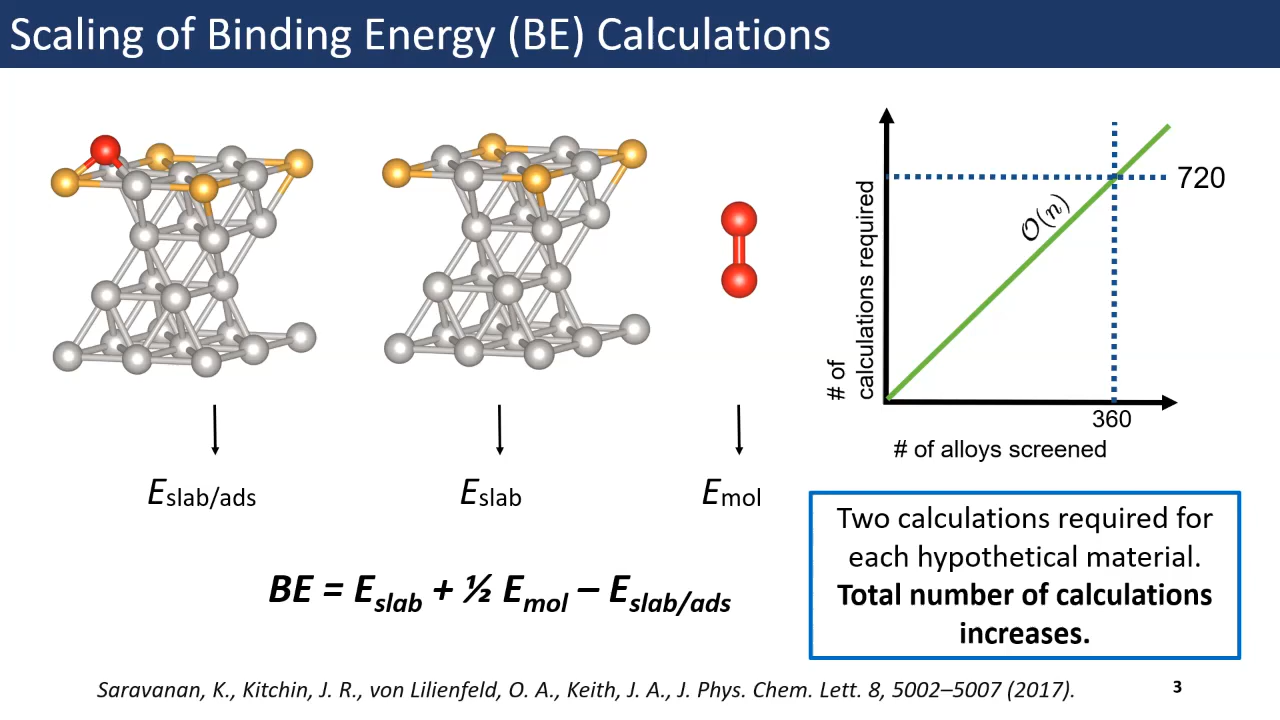 Scaling of Binding Energy (BE) Calculations
# of
calculations required
O(n)
720
360
# of alloys screened
Eslab/ads
Eslab
Emol
BE = Eslab + ½ Emol – Eslab/ads
Two calculations required for
each hypothetical material.
Total number of calculations
increases.
Saravanan, K., Kitchin, J. R., von Lilienfeld, O. A., Keith, J. A., J. Phys. Chem. Lett. 8, 5002–5007 (2017).
3